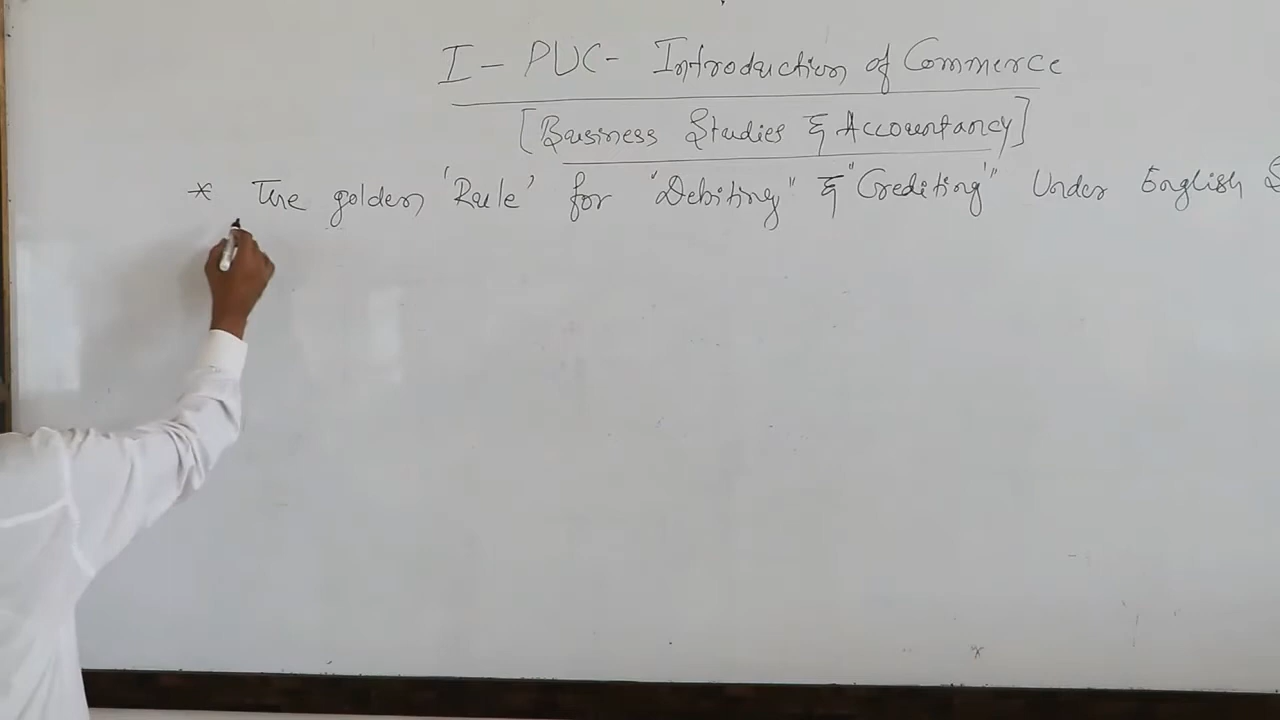 I - PUC - Introduction of Commerce
[Business Studies & Accountancy]
* The golden 'Rule' for "Debiting" & "Crediting" Under English